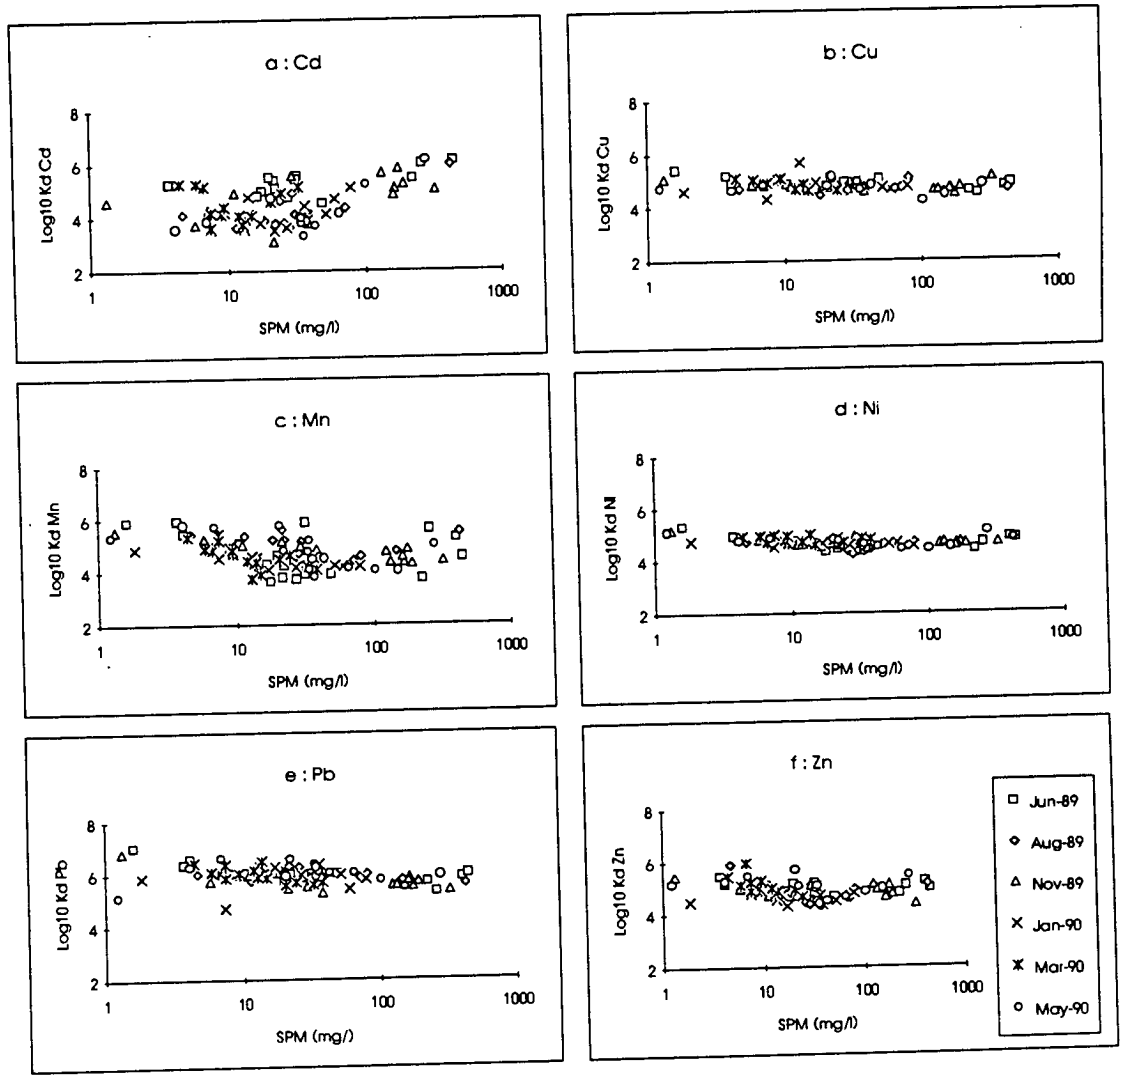 a : Cd
8
6
4
2
Log10 Kd Cd
1
10
100
1000
SPM (mg/l)
b : Cu
8
6
4
2
Log10 Kd Cu
1
10
100
1000
SPM (mg/l)
c : Mn
8
6
4
2
Log10 Kd Mn
1
10
100
1000
SPM (mg/l)
d : Ni
8
6
4
2
Log10 Kd Ni
1
10
100
1000
SPM (mg/l)
e : Pb
8
6
4
2
Log10 Kd Pb
1
10
100
1000
SPM (mg/)
f : Zn
8
6
4
2
Log10 Kd Zn
1
10
100
1000
SPM (mg/l)
Jun-89
Aug-89
Nov-89
Jan-90
Mar-90
May-90